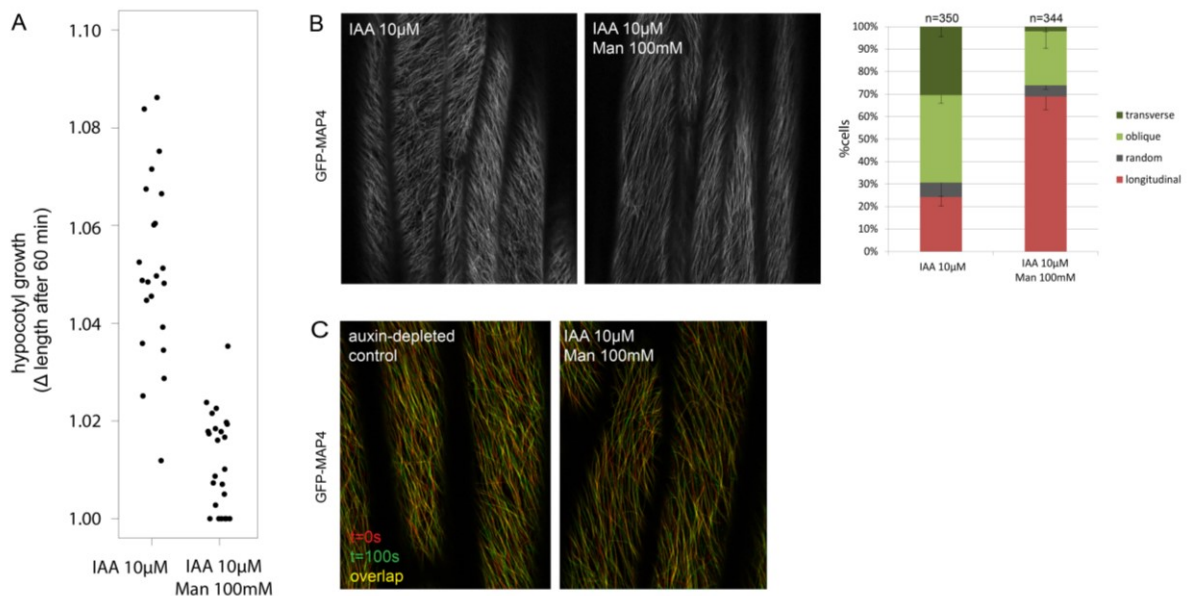 A
hypocotyl growth
(Δ length after 60 min)
1.10
1.08
1.06
1.04
1.02
1.00
IAA 10µM
IAA 10µM
Man 100mM
B
GFP-MAP4
IAA 10µM
IAA 10µM
Man 100mM
%cells
100%
90%
80%
70%
60%
50%
40%
30%
20%
10%
0%
n=350
n=344
IAA 10µM
IAA 10µM
Man 100mM
transverse
oblique
random
longitudinal
C
GFP-MAP4
auxin-depleted
control
t=0s
t=100s
overlap
IAA 10µM
Man 100mM